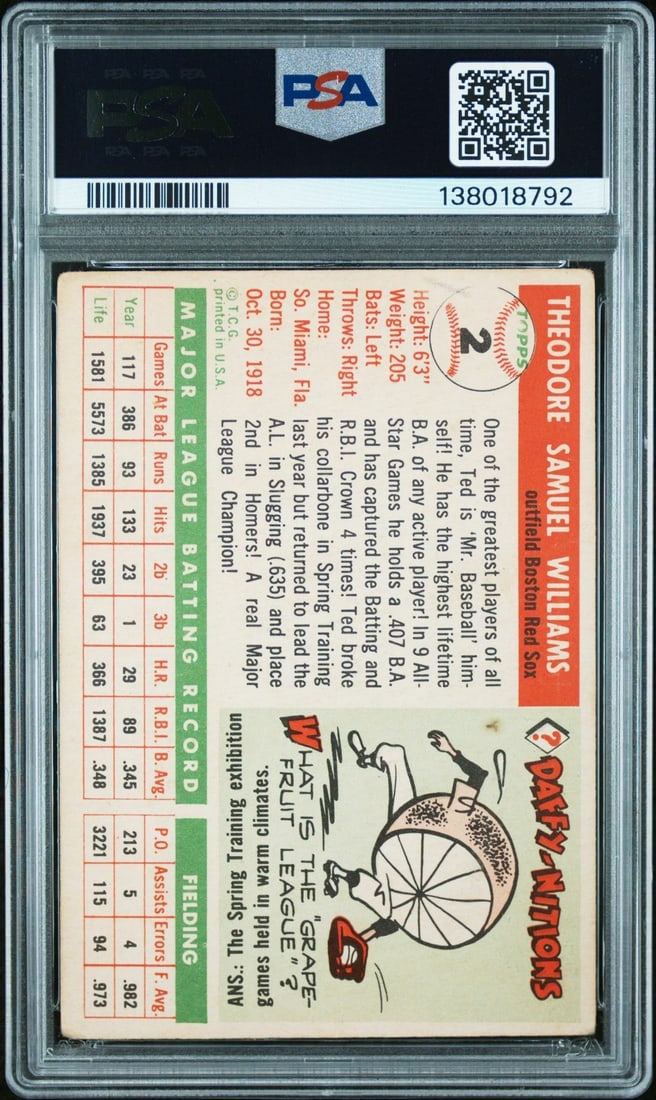 PSA PSA PSA
PSA
PSA PSA PSA
PSA
138018792
THEODORE SAMUEL WILLIAMS
outfield Boston Red Sox
TOPPS
2
Height: 6'3"
Weight: 205
Bats: Left
Throws: Right
Home:
So. Miami, Fla.
Born:
Oct. 30, 1918
© T.C.G.
printed in U.S.A.
One of the greatest players of all
time, Ted is 'Mr. Baseball' him-
self! He has the highest lifetime
B.A. of any active player! In 9 All-
Star Games he holds a .407 B.A.
and has captured the Batting and
R.B.I. Crown 4 times! Ted broke
his collarbone in Spring Training
last year but returned to lead the
A.L. in Slugging (.635) and place
2nd in Homers! A real Major
League Champion!
?
DAFFY-NITIONS
WHAT IS THE "GRAPE-
FRUIT LEAGUE"?
ANS.: The Spring Training exhibition
games held in warm climates.
MAJOR LEAGUE BATTING RECORD FIELDING
Games At Bat Runs Hits 2b 3b H.R. R.B.I. B. Avg. P.O. Assists Errors F. Avg.
Year 117 386 93 133 23 1 29 89 .345 213 5 4 .982
Life 1581 5573 1385 1937 395 63 366 1387 .348 3221 115 94 .973